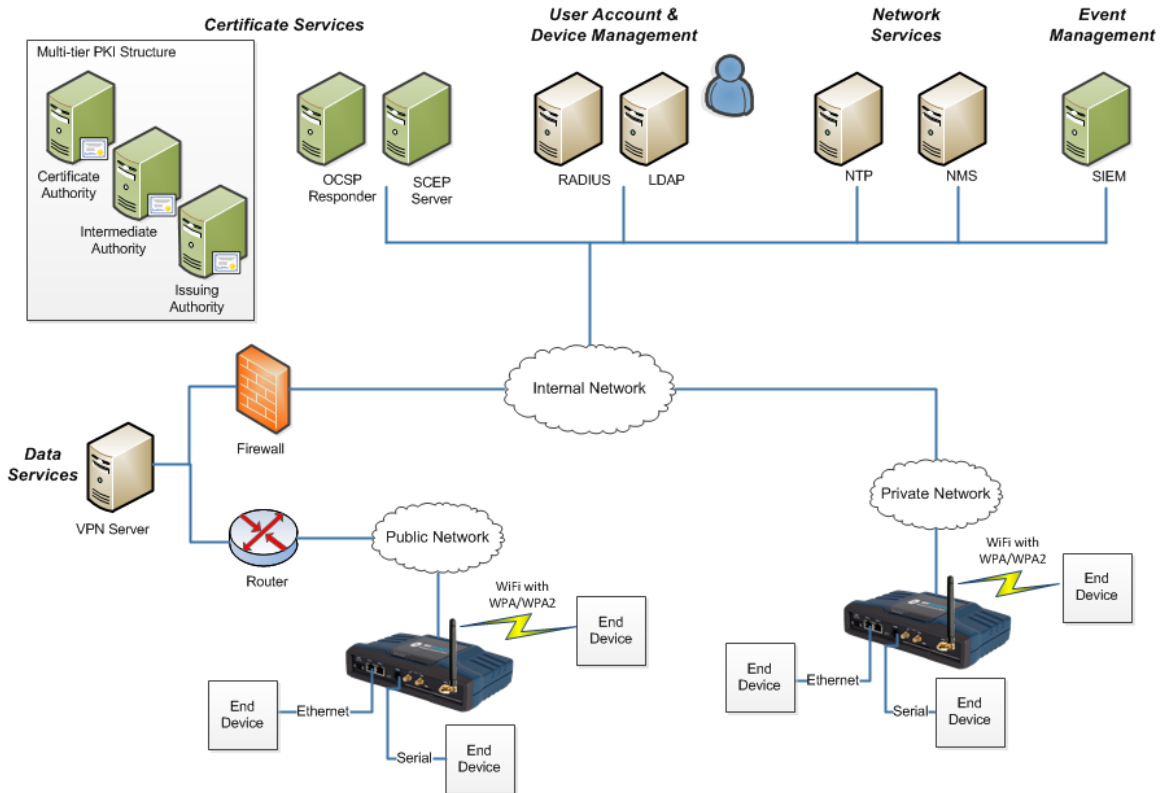 Certificate Services
User Account &
Device Management
Network
Services
Event
Management
Multi-tier PKI Structure
Certificate
Authority
Intermediate
Authority
Issuing
Authority
OCSP
Responder
SCEP
Server
RADIUS
LDAP
NTP
NMS
SIEM
Internal Network
Firewall
Data
Services
VPN Server
Router
Public Network
Private Network
WiFi with
WPA/WPA2
End
Device
WiFi with
WPA/WPA2
End
Device
End
Device
Ethernet
Serial
End
Device
End
Device
Ethernet
Serial
End
Device